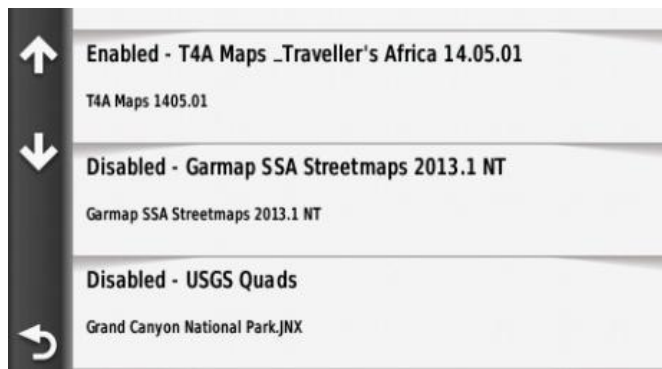 Enabled - T4A Maps _Traveller's Africa 14.05.01
T4A Maps 1405.01
Disabled - Garmap SSA Streetmaps 2013.1 NT
Garmap SSA Streetmaps 2013.1 NT
Disabled - USGS Quads
Grand Canyon National Park.JNX